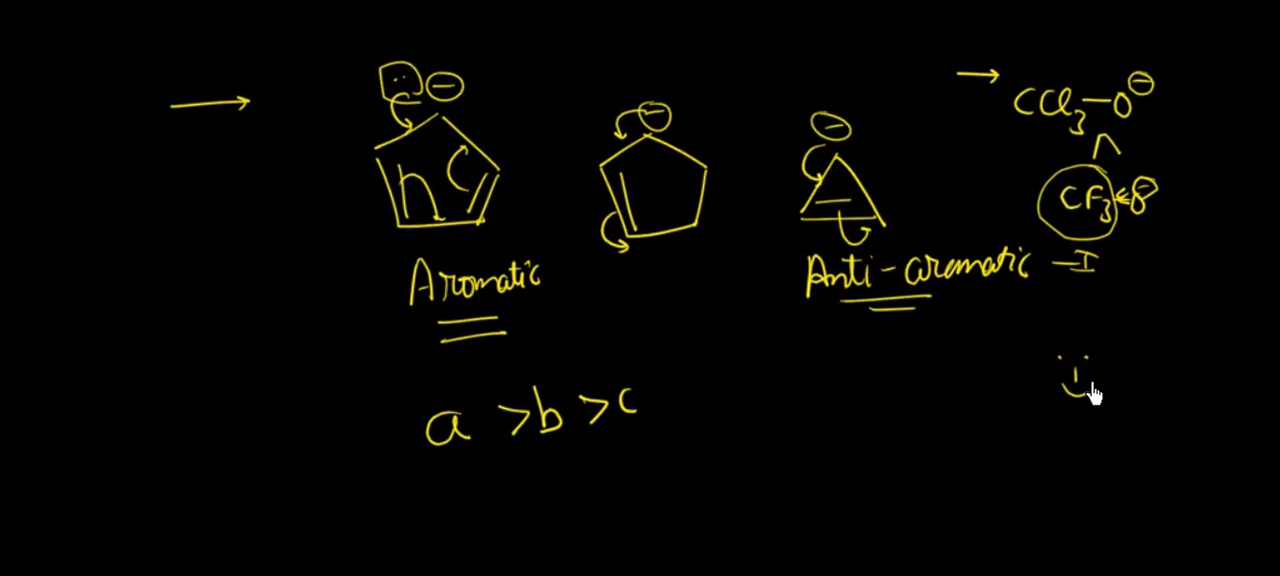 CCl3–O⊖
CF3
Aromatic
Anti-aromatic –I
a > b > c